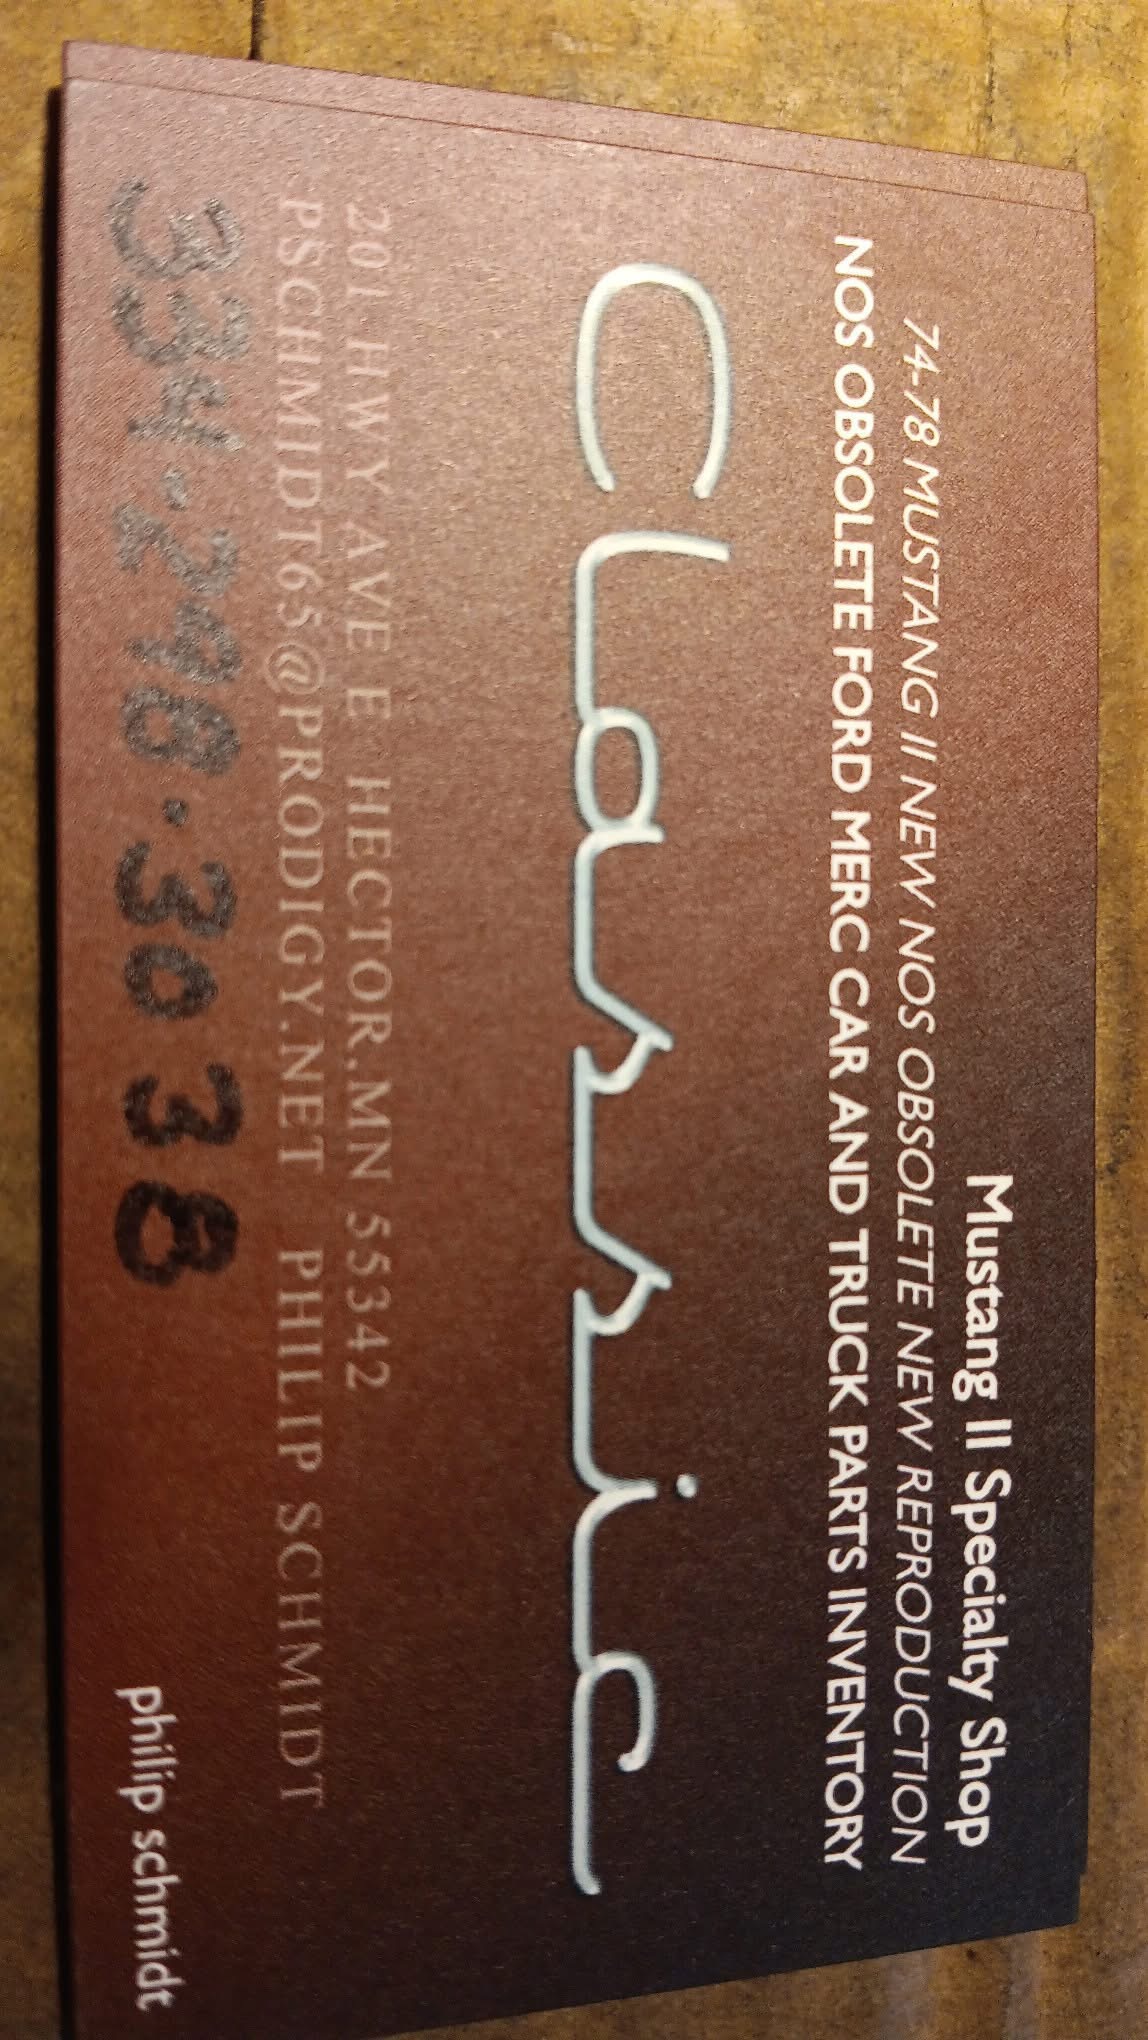 Mustang II Specialty Shop
74-78 MUSTANG II NEW NOS OBSOLETE NEW REPRODUCTION
NOS OBSOLETE FORD MERC CAR AND TRUCK PARTS INVENTORY
Classic
201 HWY AVE E HECTOR.MN 55342
PSCHMIDT65@PRODIGY.NET PHILIP SCHMIDT
334·298·3038
philip schmidt